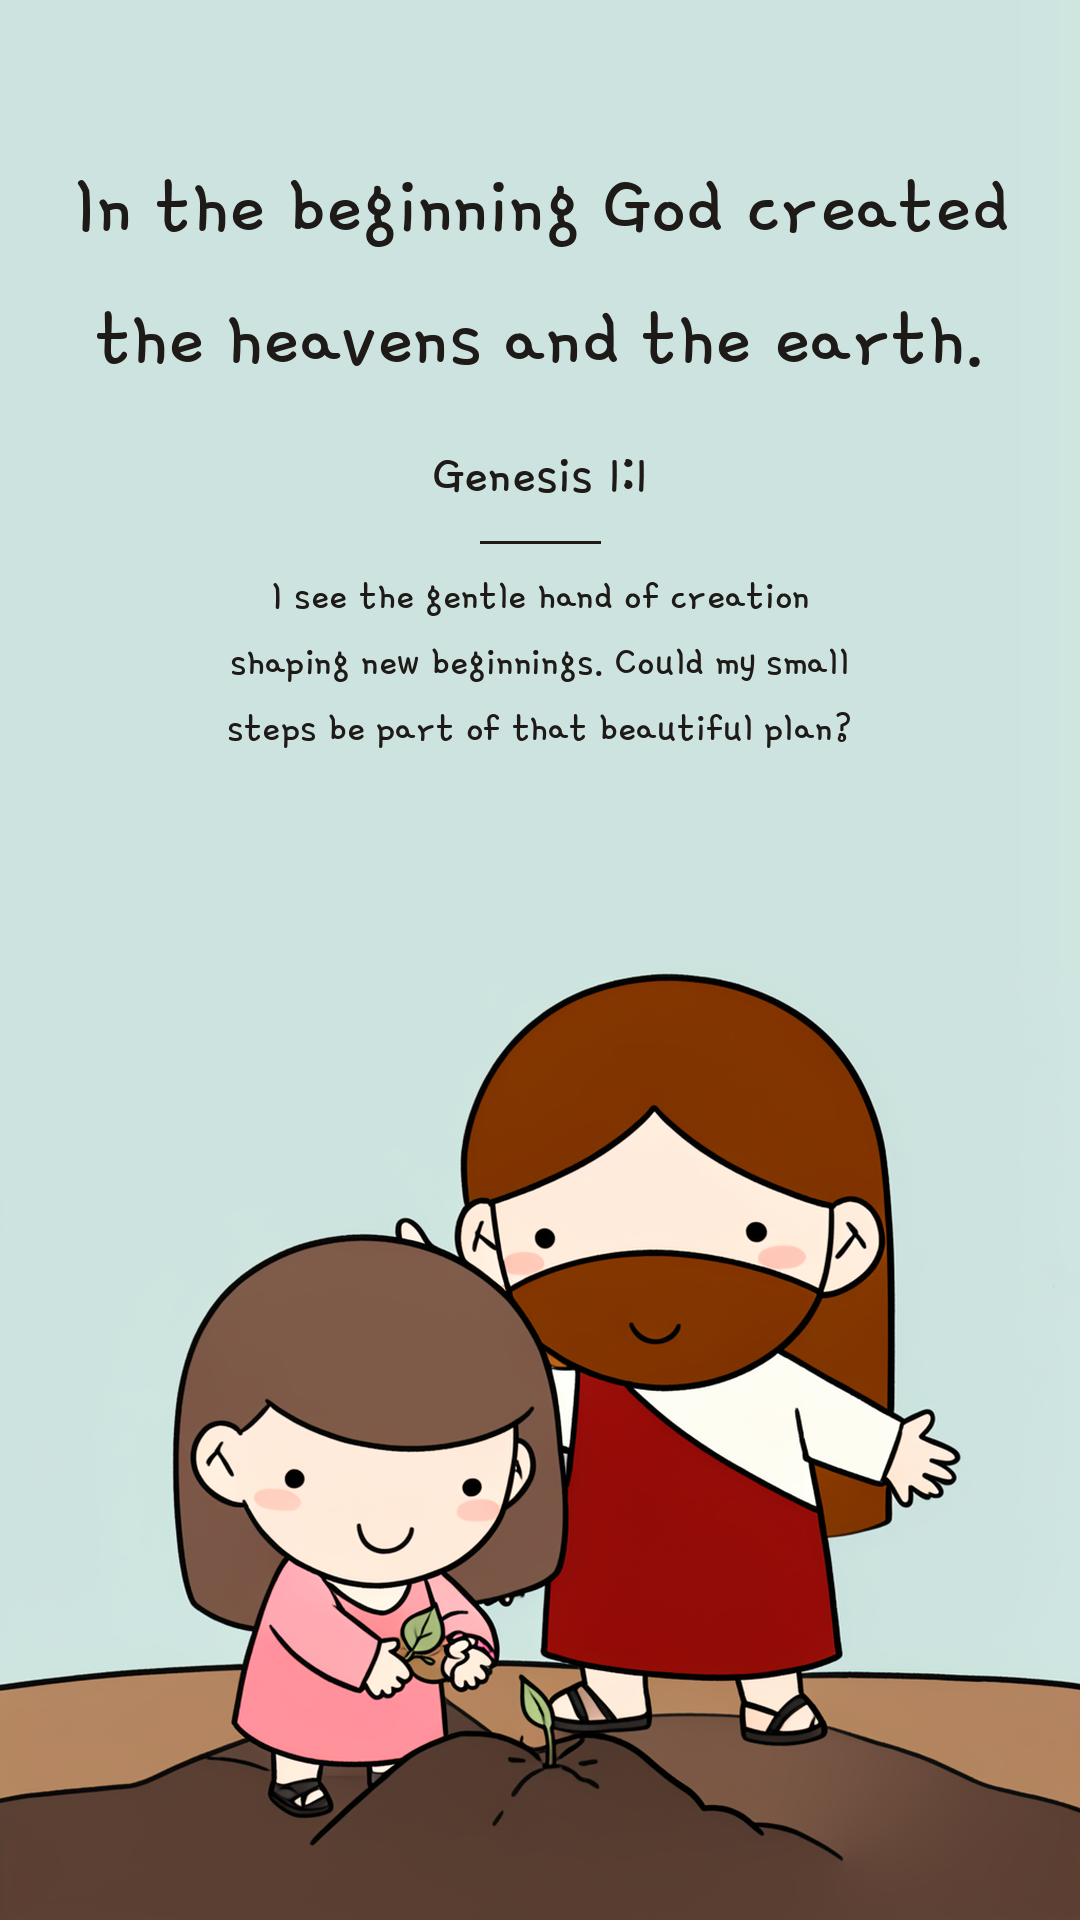 In the beginning God created
the heavens and the earth.
Genesis 1:1
I see the gentle hand of creation
shaping new beginnings. Could my small
steps be part of that beautiful plan?